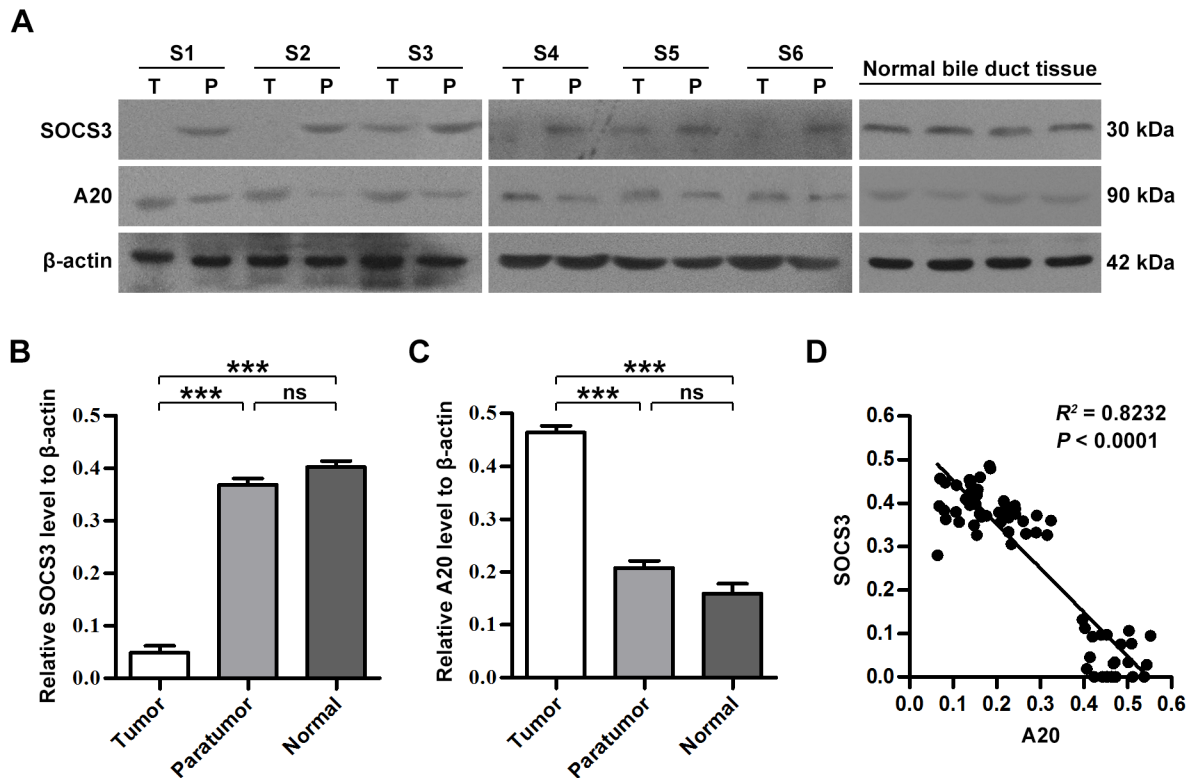 A
S1 S2 S3 S4 S5 S6 Normal bile duct tissue
T P T P T P T P T P T P
SOCS3 30 kDa
A20 90 kDa
β-actin 42 kDa
B
***
*** ns
Relative SOCS3 level to β-actin
0.5
0.4
0.3
0.2
0.1
0.0
Tumor Paratumor Normal
C
***
*** ns
Relative A20 level to β-actin
0.5
0.4
0.3
0.2
0.1
0.0
Tumor Paratumor Normal
D
R² = 0.8232
P < 0.0001
SOCS3
0.6
0.5
0.4
0.3
0.2
0.1
0.0
0.0 0.1 0.2 0.3 0.4 0.5 0.6
A20